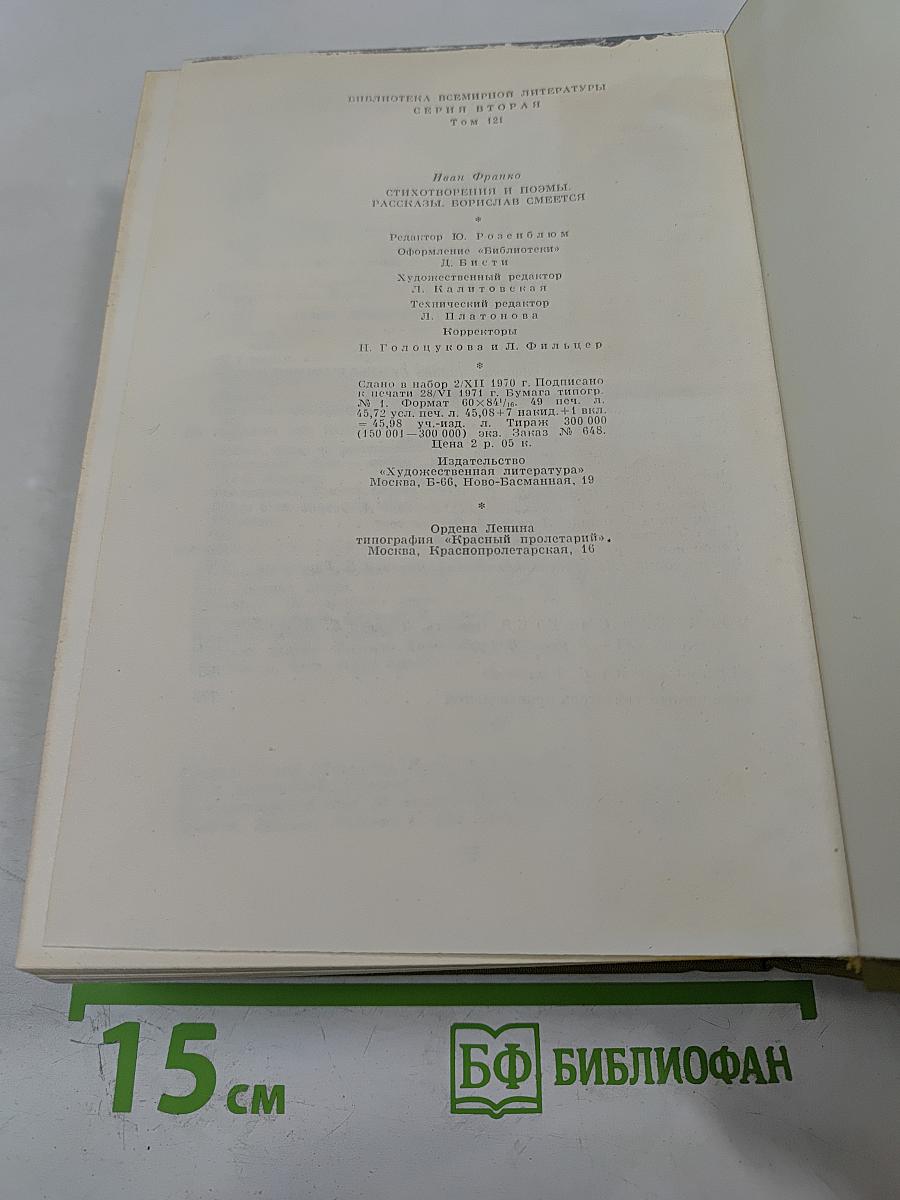 БИБЛИОТЕКА ВСЕМИРНОЙ ЛИТЕРАТУРЫ
СЕРИЯ ВТОРАЯ
Том 121
Иван Франко
СТИХОТВОРЕНИЯ И ПОЭМЫ.
РАССКАЗЫ. БОРИСЛАВ СМЕЕТСЯ
*
Редактор Ю. Розенблюм
Оформление «Библиотеки»
Д. Бисти
Художественный редактор
Л. Калитовская
Технический редактор
Л. Платонова
Корректоры
Н. Голоцукова и Л. Фильцер
*
Сдано в набор 2/XII 1970 г. Подписано
к печати 28/VI 1971 г. Бумага типогр.
№ 1. Формат 60×84¹/₁₆. 49 печ. л.
45,72 усл. печ. л. 45,08+7 накид.+1 вкл.
= 45,98 уч.-изд. л. Тираж 300 000
(150 001—300 000) экз. Заказ № 648.
Цена 2 р. 05 к.
Издательство
«Художественная литература»
Москва, Б-66, Ново-Басманная, 19
*
Ордена Ленина
типография «Красный пролетарий».
Москва, Краснопролетарская, 16
15 см
БФ БИБЛИОФАН